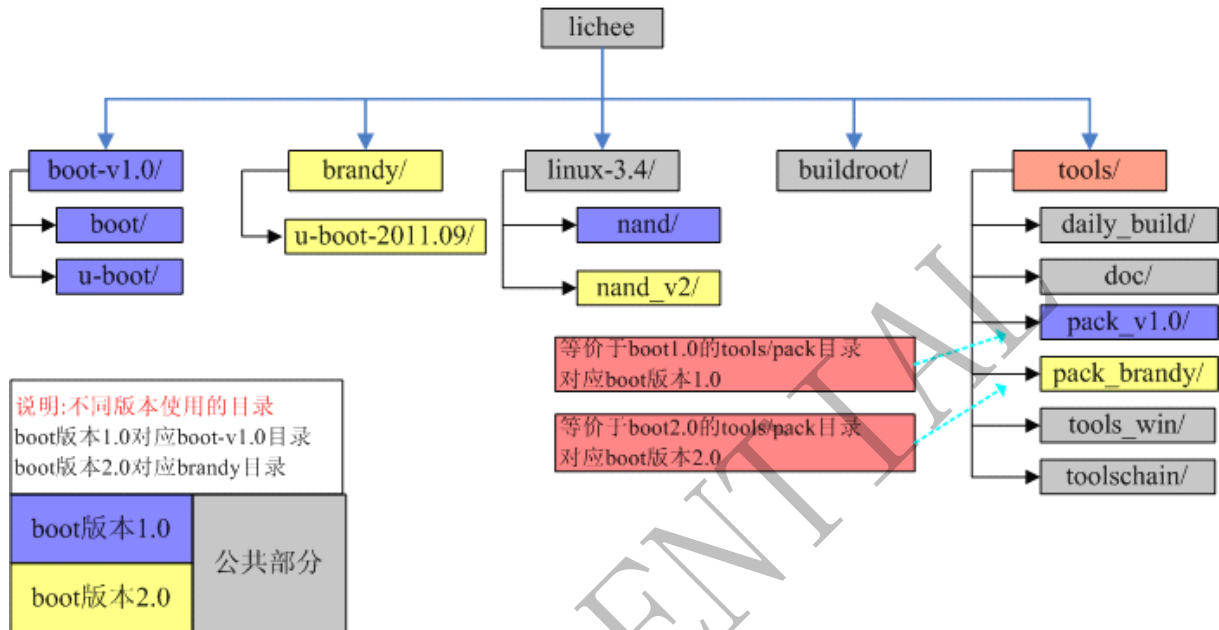 lichee
boot-v1.0/
brandy/
linux-3.4/
buildroot/
tools/
boot/
u-boot-2011.09/
nand/
daily_build/
u-boot/
nand_v2/
doc/
pack_v1.0/
等价于boot1.0的tools/pack目录
对应boot版本1.0
pack_brandy/
说明:不同版本使用的目录
boot版本1.0对应boot-v1.0目录
boot版本2.0对应brandy目录
等价于boot2.0的tools/pack目录
对应boot版本2.0
tools_win/
toolschain/
boot版本1.0
公共部分
boot版本2.0
ENTIAL